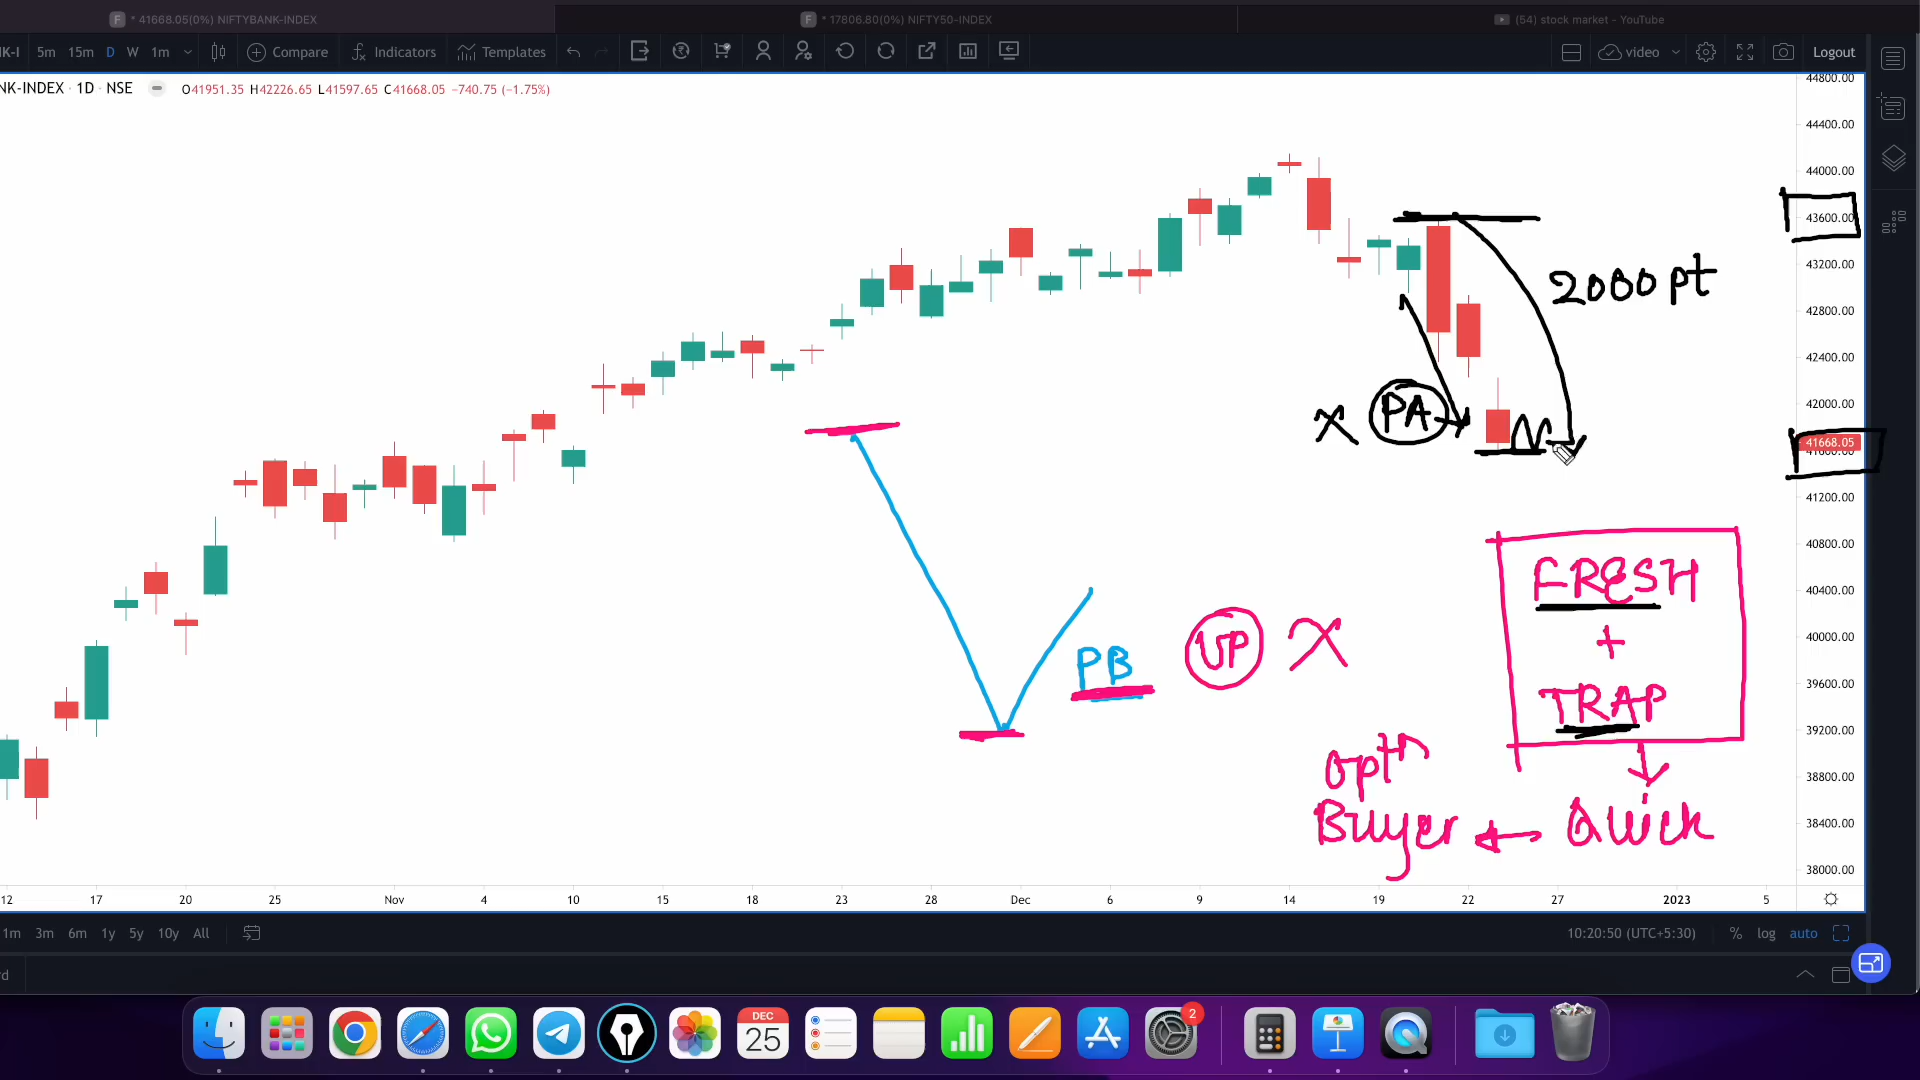 * 41668.05(0%) NIFTYBANK-INDEX
* 17806.80(0%) NIFTY50-INDEX
(54) stock market - YouTube
NK-I 5m 15m D W 1m Compare Indicators Templates video Logout
NK-INDEX · 1D · NSE O41951.35 H42226.65 L41597.65 C41668.05 −740.75 (−1.75%)
44800.00
44400.00
44000.00
43600.00
43200.00
42800.00
42400.00
42000.00
41668.05
41600.00
41200.00
40800.00
40400.00
40000.00
39600.00
39200.00
38800.00
38400.00
38000.00
2000 pt
X PA
FRESH
+
TRAP
PB UP X
optn
Buyer ← Quick
12 17 20 25 Nov 4 10 15 18 23 28 Dec 6 9 14 19 22 27 2023 5
1m 3m 6m 1y 5y 10y All 10:20:50 (UTC+5:30) % log auto
rd
DEC
25
2